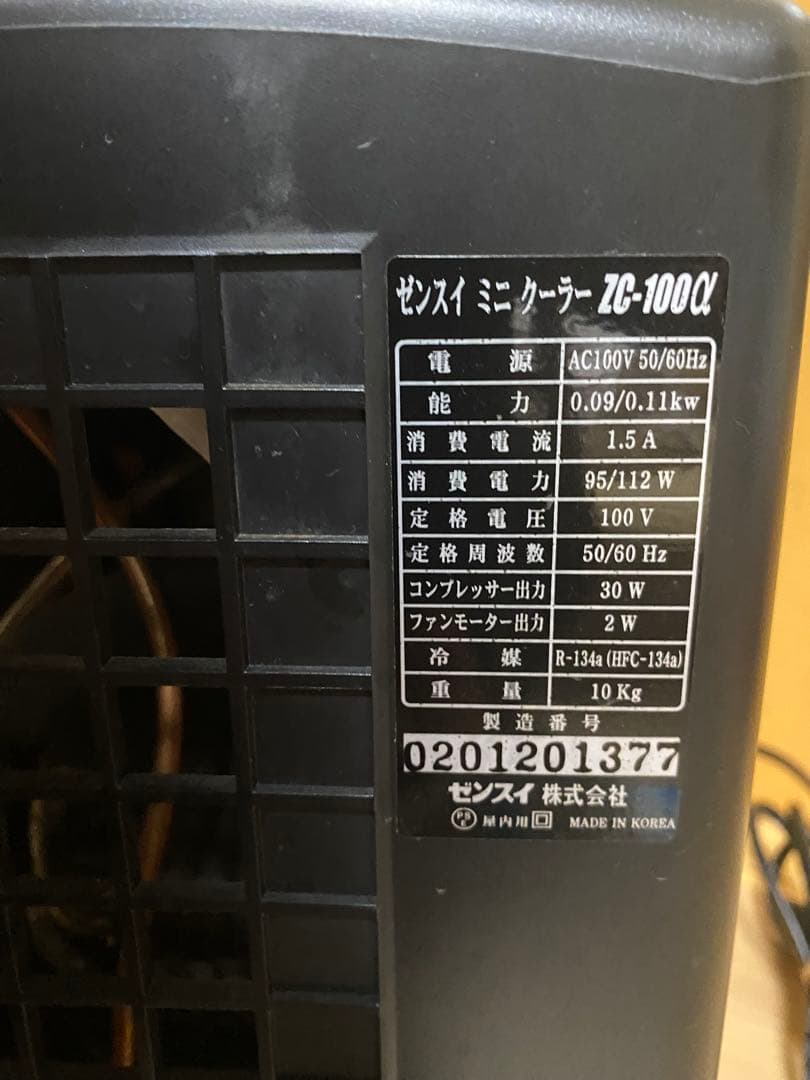 ゼンスイ ミニ クーラー ZC-100α
電源 AC100V 50/60Hz
能力 0.09/0.11kw
消費電流 1.5 A
消費電力 95/112 W
定格電圧 100 V
定格周波数 50/60 Hz
コンプレッサー出力 30 W
ファンモーター出力 2 W
冷媒 R-134a (HFC-134a)
重量 10 Kg
製造番号
0201201377
ゼンスイ 株式会社
PSE 屋内用 MADE IN KOREA